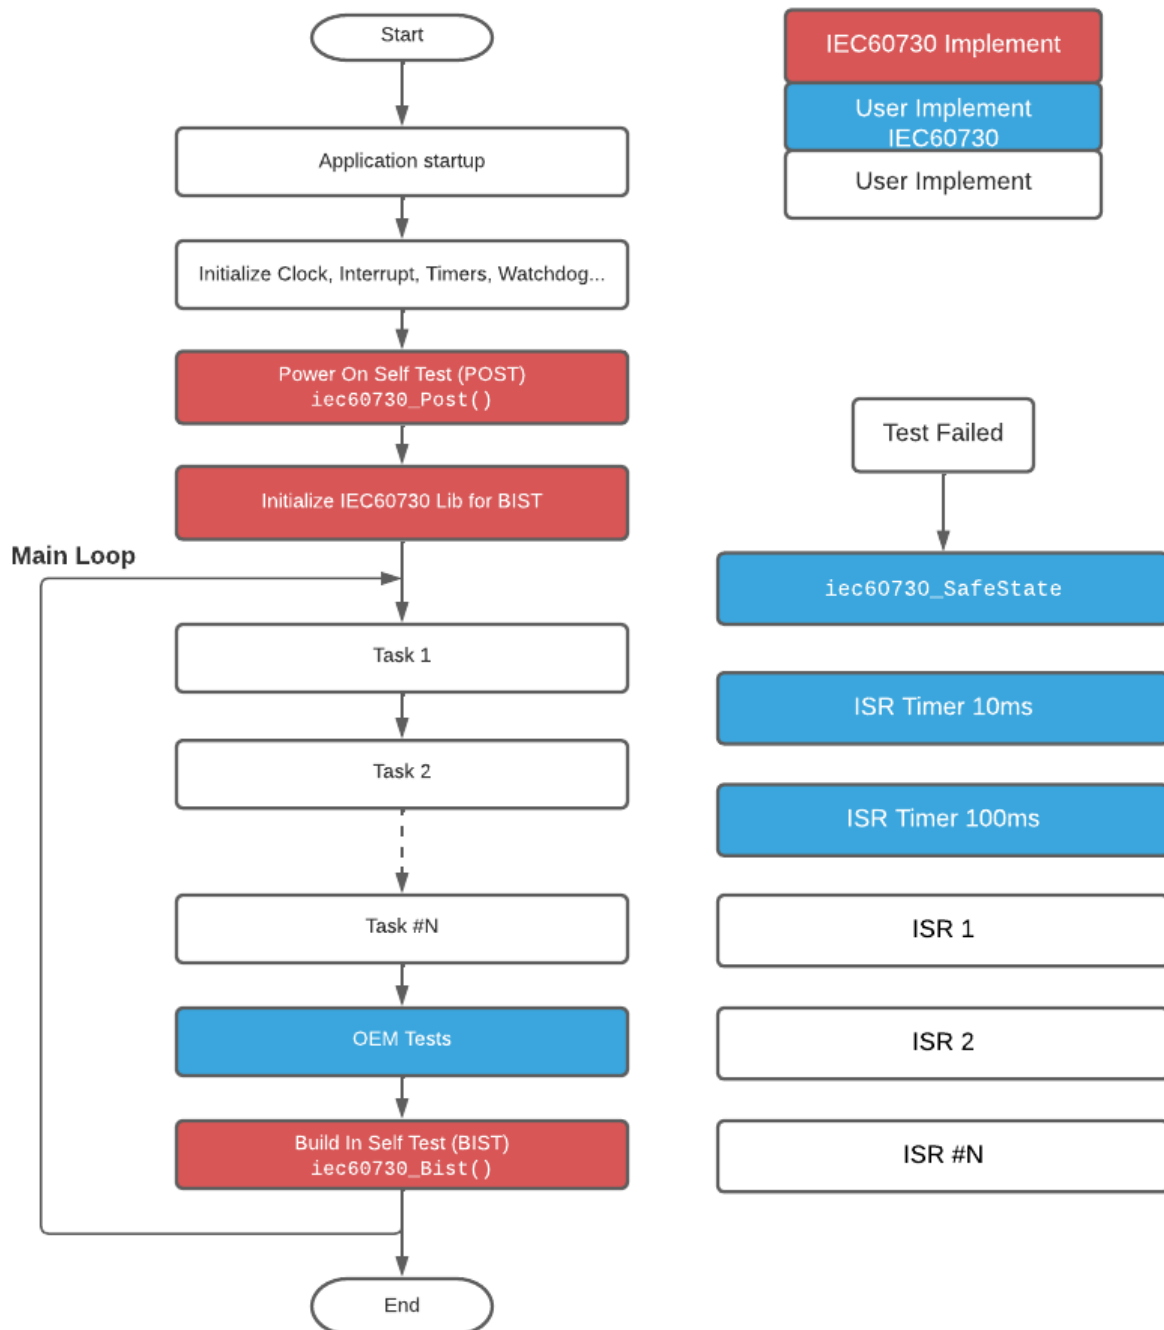 Start
Application startup
Initialize Clock, Interrupt, Timers, Watchdog...
Power On Self Test (POST)
iec60730_Post()
Initialize IEC60730 Lib for BIST
Main Loop
Task 1
Task 2
Task #N
OEM Tests
Build In Self Test (BIST)
iec60730_Bist()
End
IEC60730 Implement
User Implement
IEC60730
User Implement
Test Failed
iec60730_SafeState
ISR Timer 10ms
ISR Timer 100ms
ISR 1
ISR 2
ISR #N